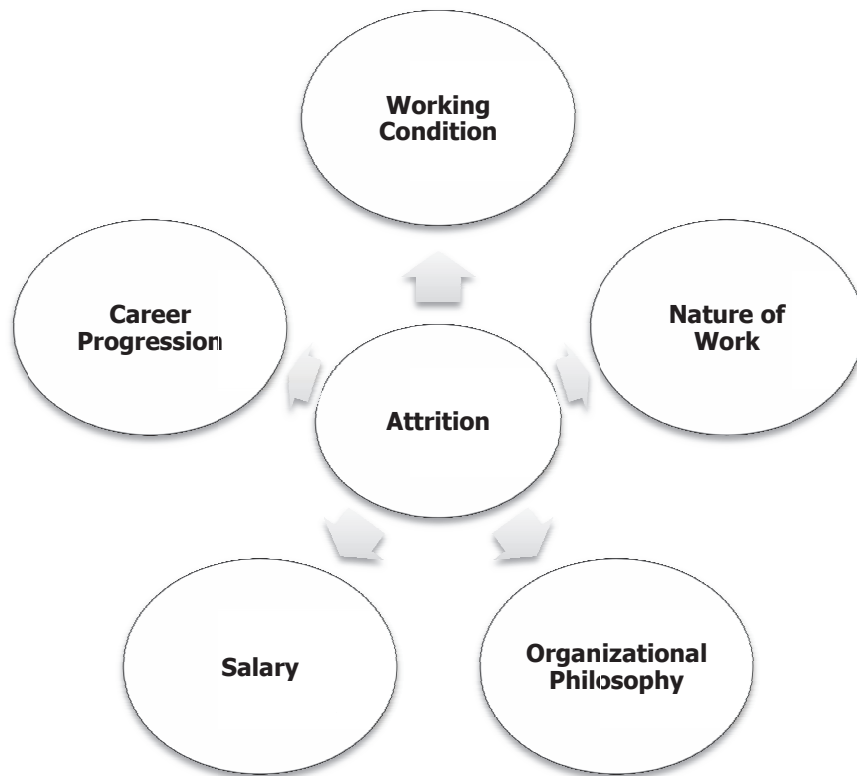 Working
Condition
Career
Progression
Nature of
Work
Attrition
Salary
Organizational
Philosophy